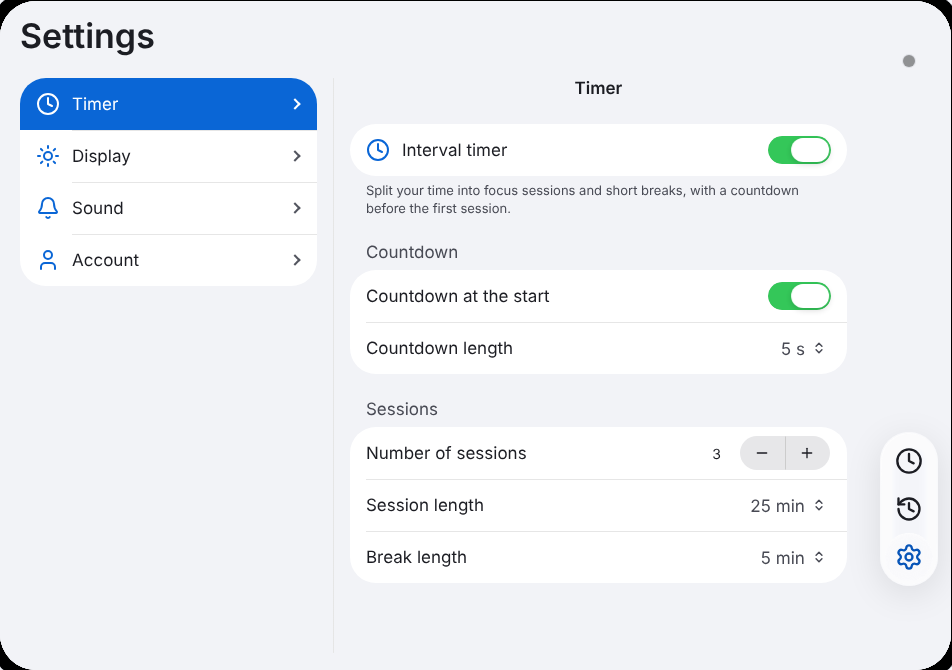 Settings
Timer
Display
Sound
Account
Timer
Interval timer
Split your time into focus sessions and short breaks, with a countdown
before the first session.
Countdown
Countdown at the start
Countdown length 5 s
Sessions
Number of sessions 3 − +
Session length 25 min
Break length 5 min